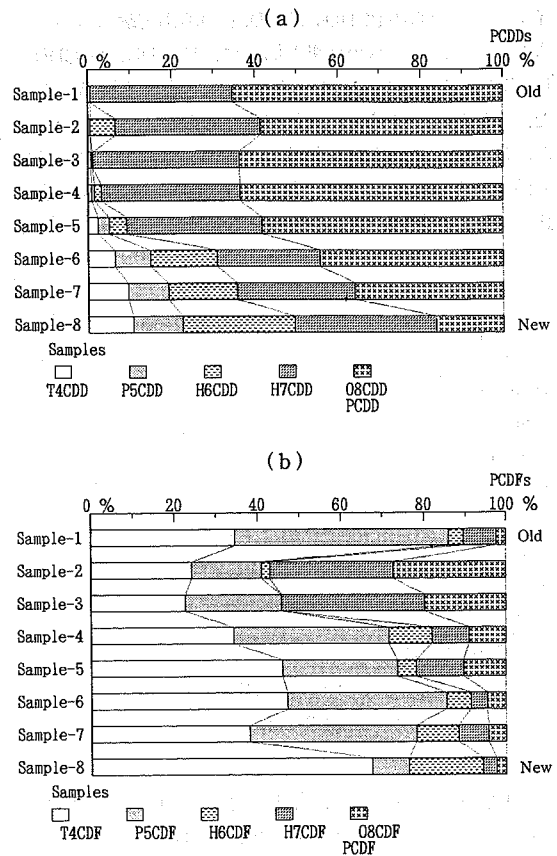 (a)
PCDDs
0 % 20 40 60 80 100 %
Sample-1 Old
Sample-2
Sample-3
Sample-4
Sample-5
Sample-6
Sample-7
Sample-8 New
Samples
T4CDD P5CDD H6CDD H7CDD O8CDD
PCDD
(b)
PCDFs
0 % 20 40 60 80 100 %
Sample-1 Old
Sample-2
Sample-3
Sample-4
Sample-5
Sample-6
Sample-7
Sample-8 New
Samples
T4CDF P5CDF H6CDF H7CDF O8CDF
PCDF